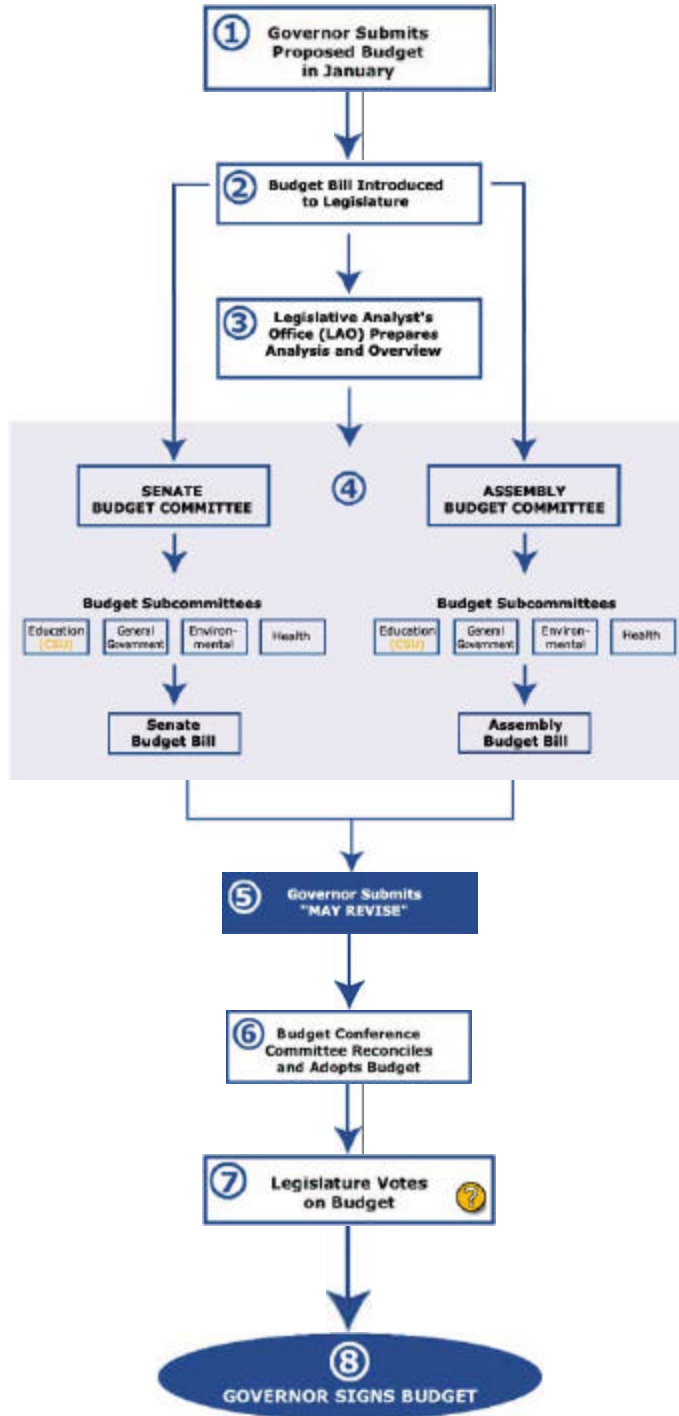 1
Governor Submits
Proposed Budget
in January
2
Budget Bill Introduced
to Legislature
3
Legislative Analyst's
Office (LAO) Prepares
Analysis and Overview
4
SENATE
BUDGET COMMITTEE
Budget Subcommittees
Education
(CSU)
General
Government
Environ-
mental
Health
Senate
Budget Bill
ASSEMBLY
BUDGET COMMITTEE
Budget Subcommittees
Education
(CSU)
General
Government
Environ-
mental
Health
Assembly
Budget Bill
5
Governor Submits
"MAY REVISE"
6
Budget Conference
Committee Reconciles
and Adopts Budget
7
Legislature Votes
on Budget
?
8
GOVERNOR SIGNS BUDGET